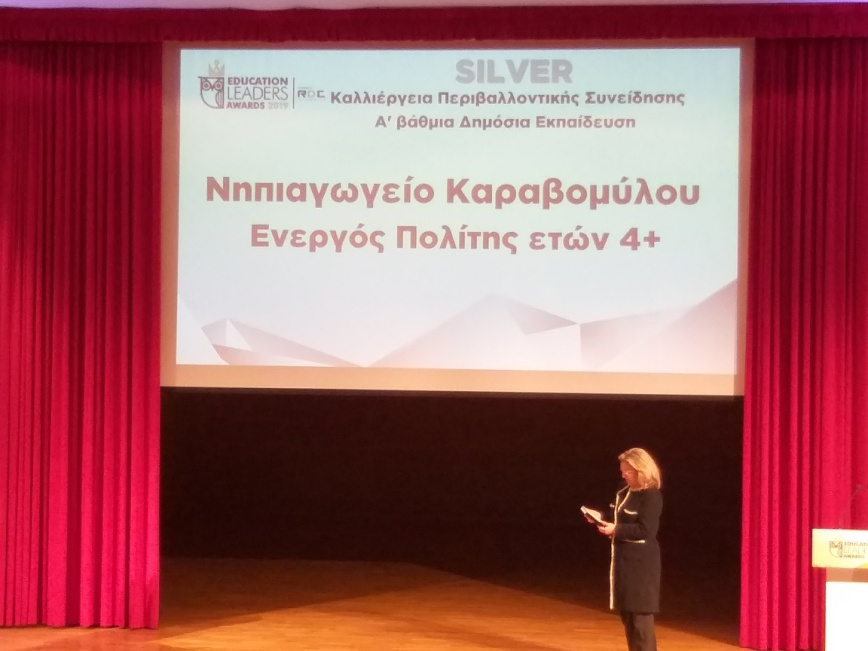 SILVER
EDUCATION
LEADERS
AWARDS 2019
Καλλιέργεια Περιβαλλοντικής Συνείδησης
Α' βάθμια Δημόσια Εκπαίδευση
Νηπιαγωγείο Καραβομύλου
Ενεργός Πολίτης ετών 4+